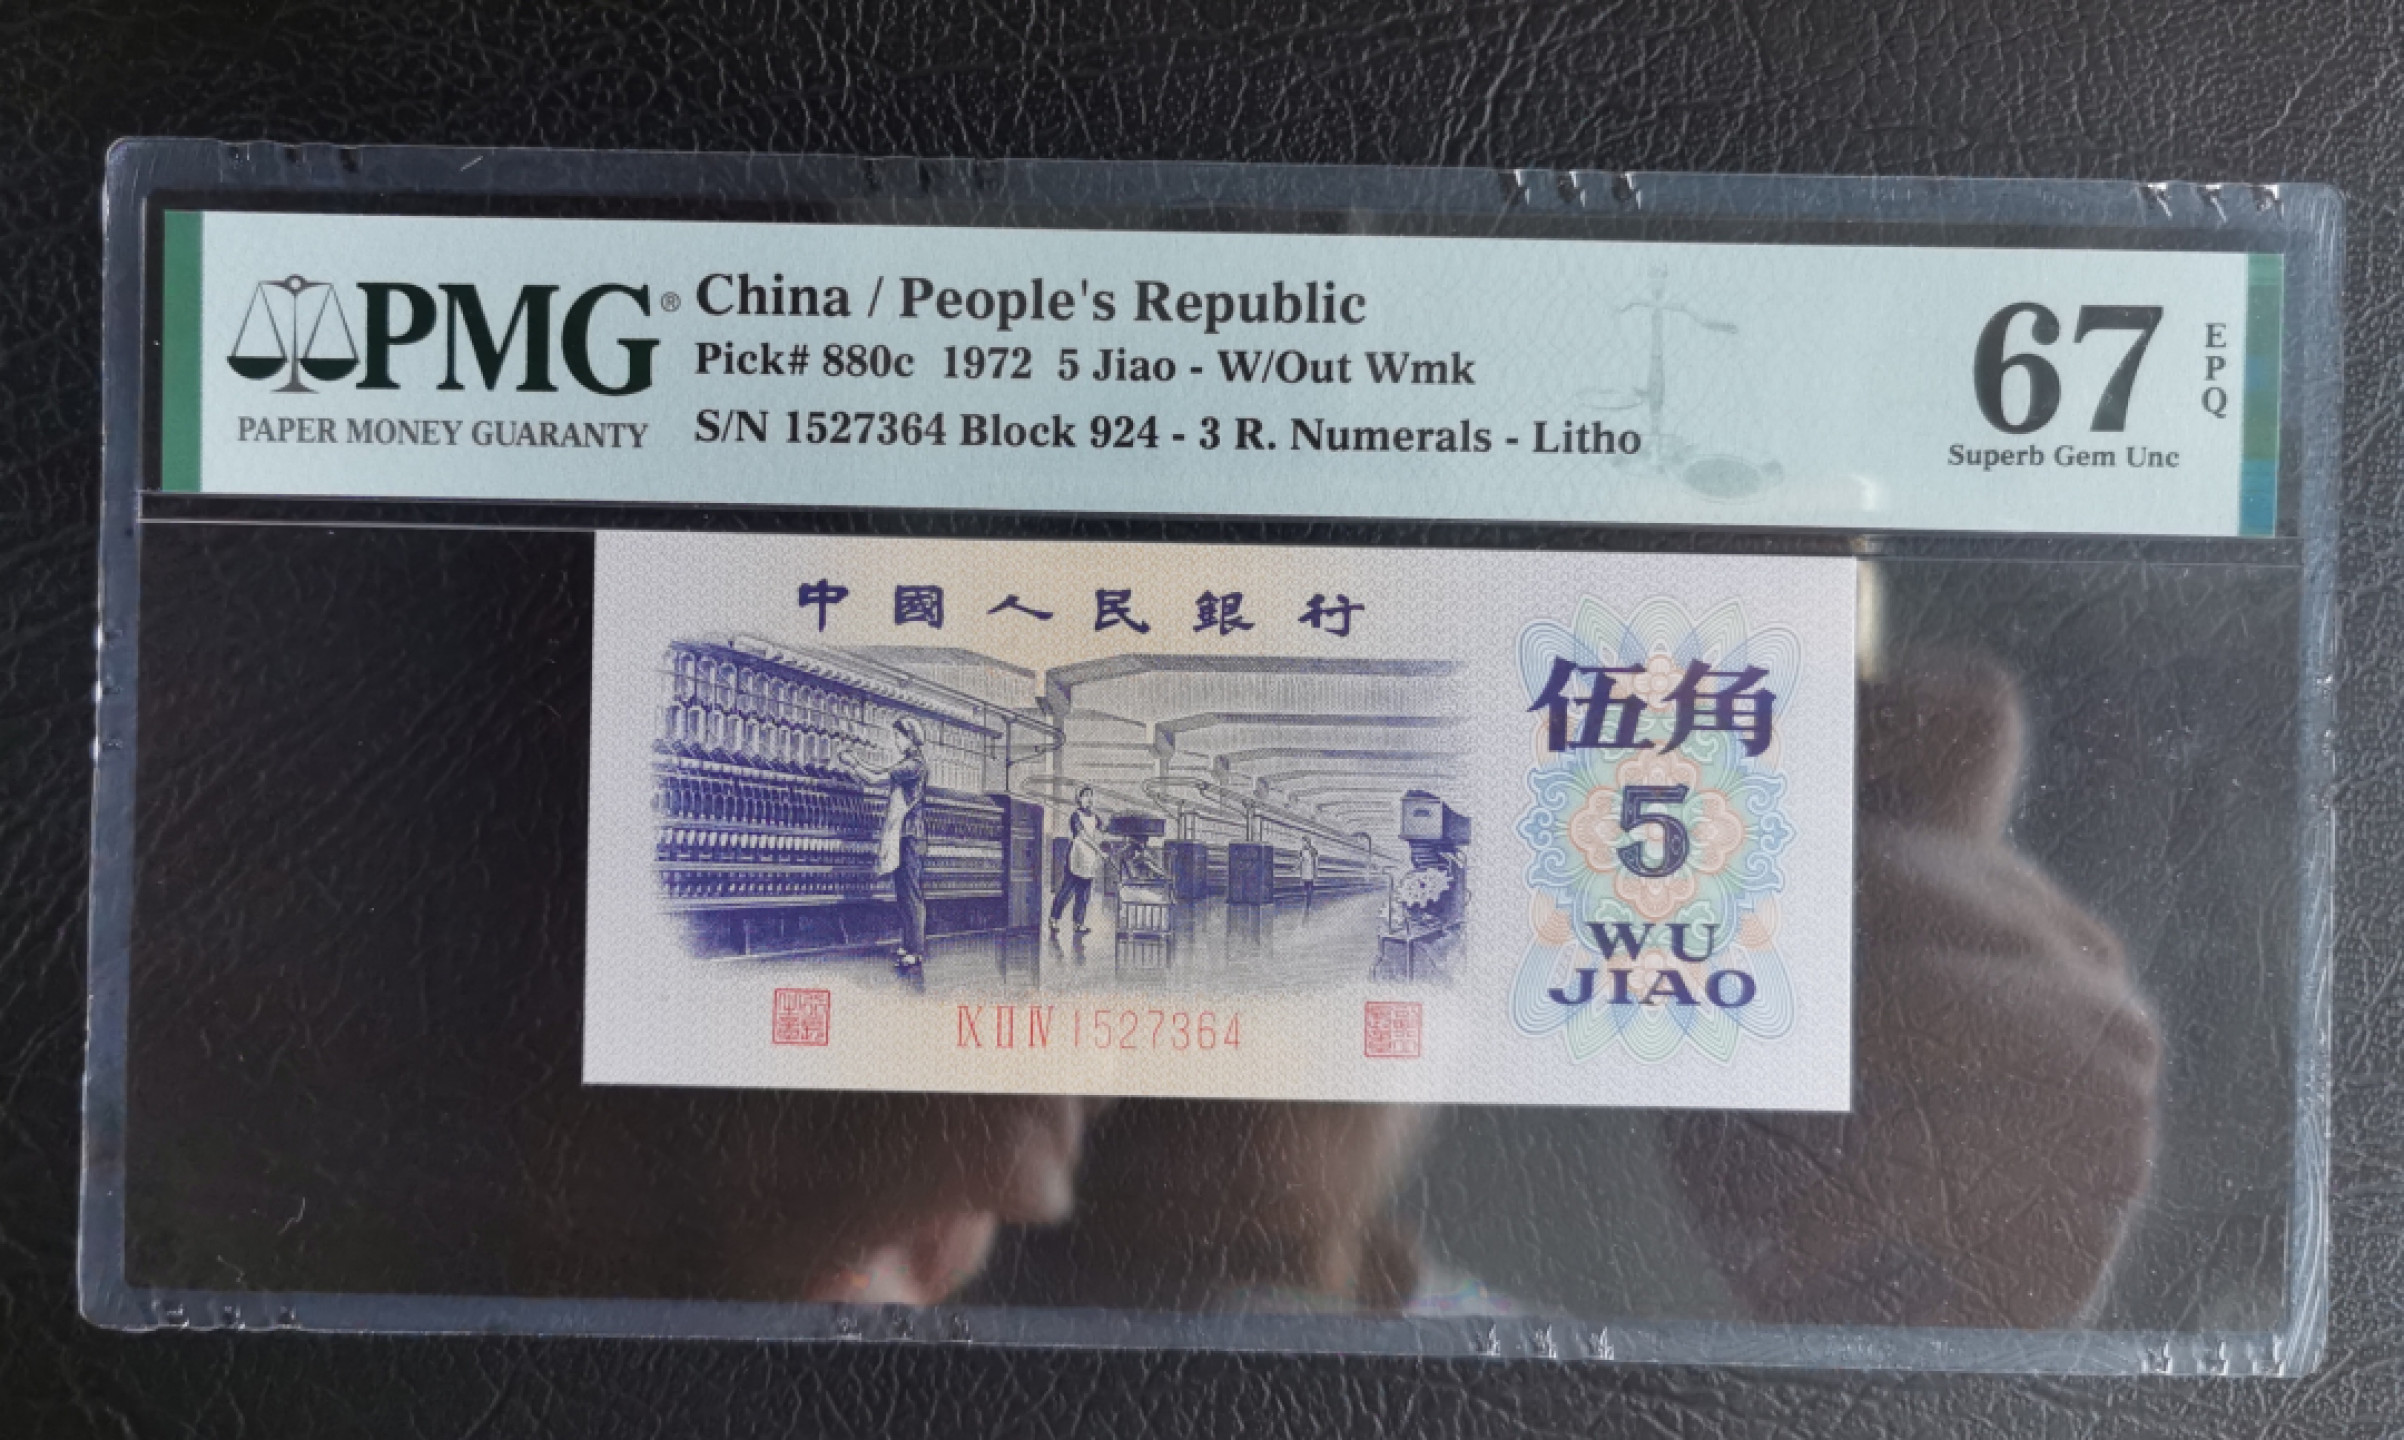 PMG®
PAPER MONEY GUARANTY
China / People's Republic
Pick# 880c 1972 5 Jiao - W/Out Wmk
S/N 1527364 Block 924 - 3 R. Numerals - Litho
67
EPQ
Superb Gem Unc
中國人民銀行
伍角
5
WU
JIAO
IX II IV 1527364